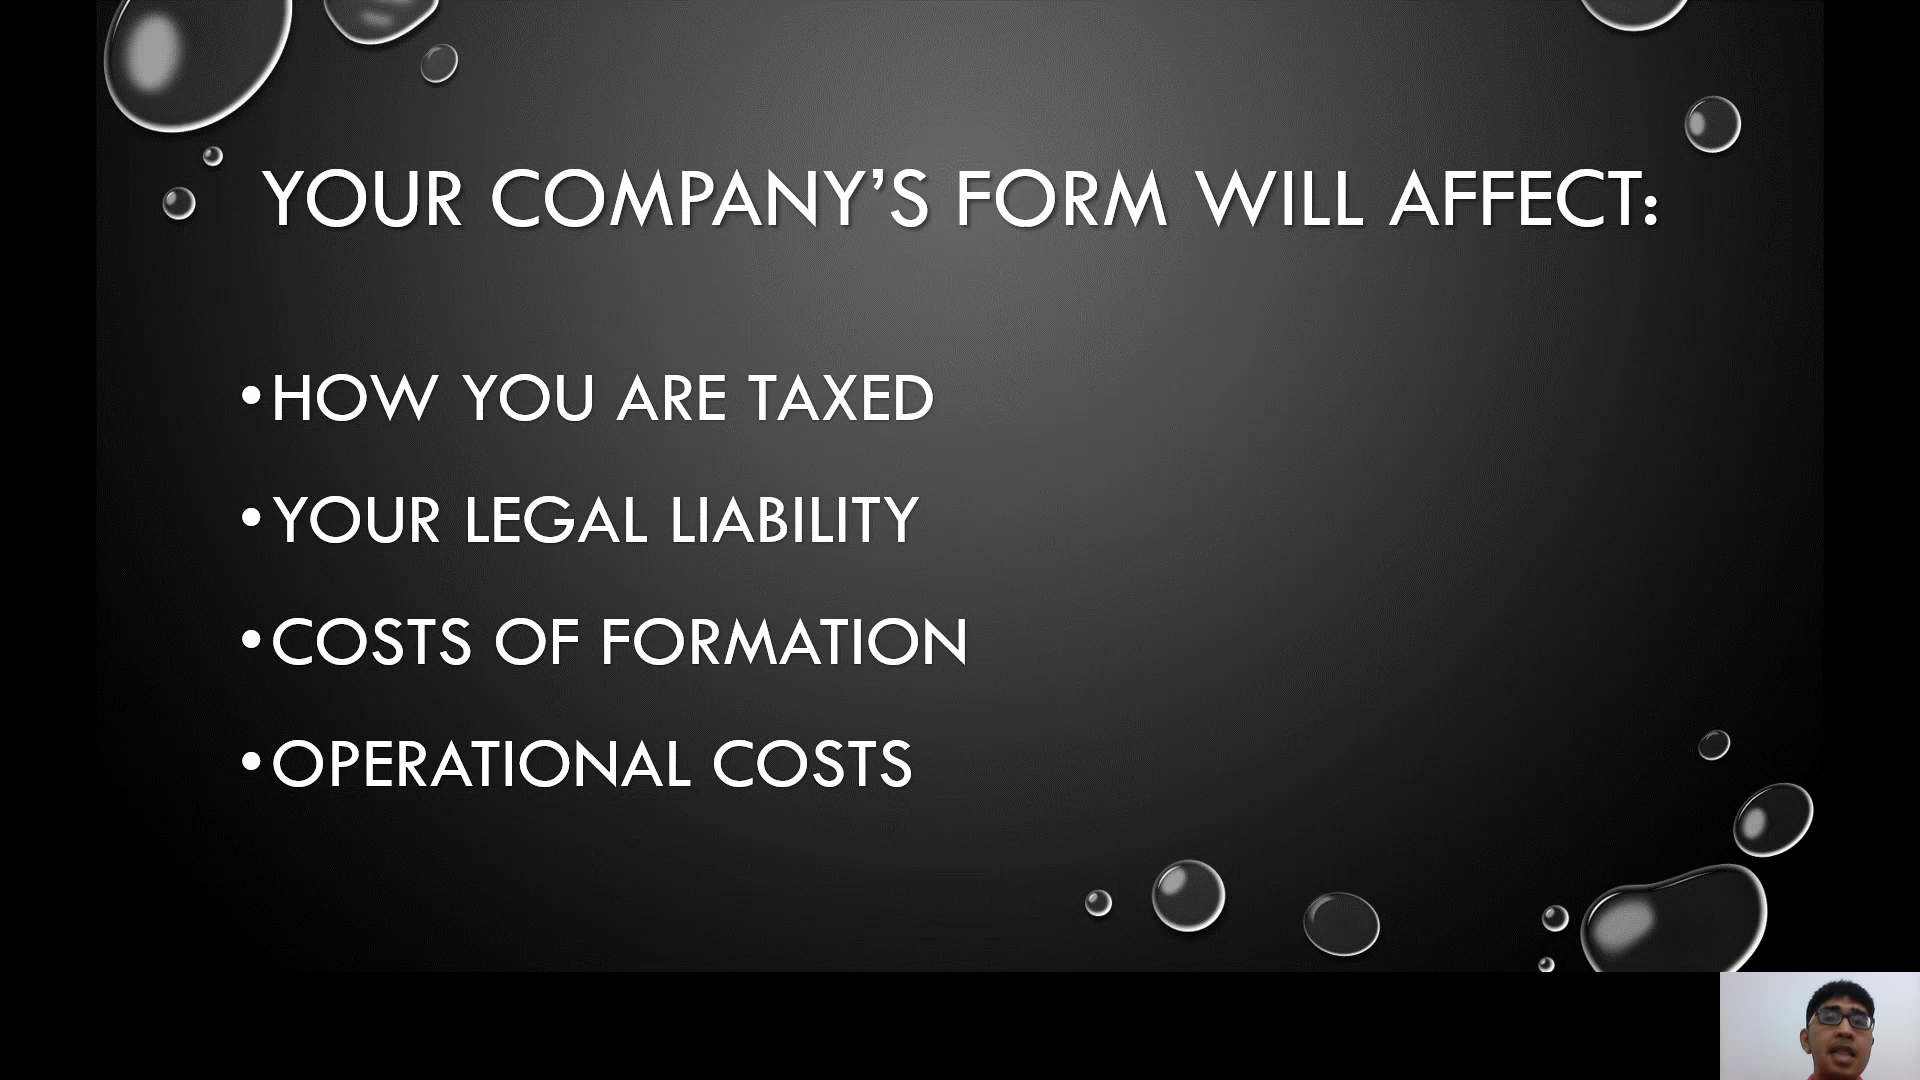 YOUR COMPANY’S FORM WILL AFFECT:
•HOW YOU ARE TAXED
•YOUR LEGAL LIABILITY
•COSTS OF FORMATION
•OPERATIONAL COSTS